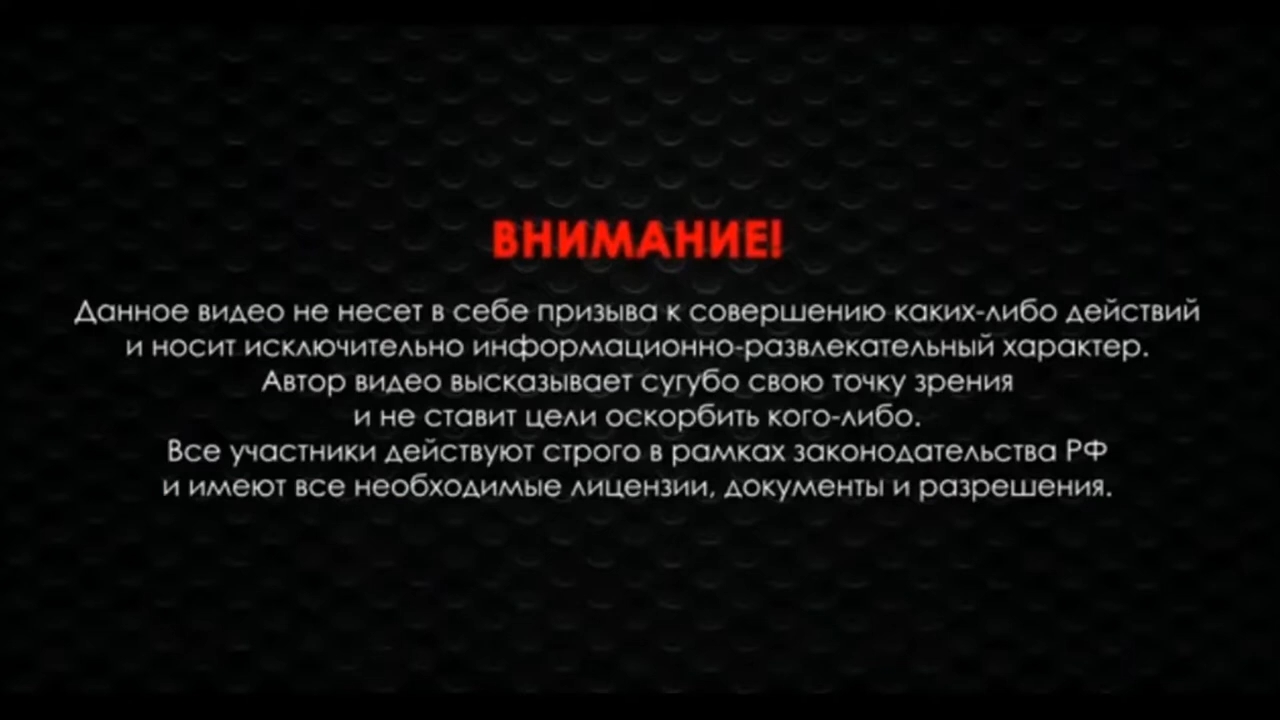 ВНИМАНИЕ!
Данное видео не несет в себе призыва к совершению каких-либо действий
и носит исключительно информационно-развлекательный характер.
Автор видео высказывает сугубо свою точку зрения
и не ставит цели оскорбить кого-либо.
Все участники действуют строго в рамках законодательства РФ
и имеют все необходимые лицензии, документы и разрешения.